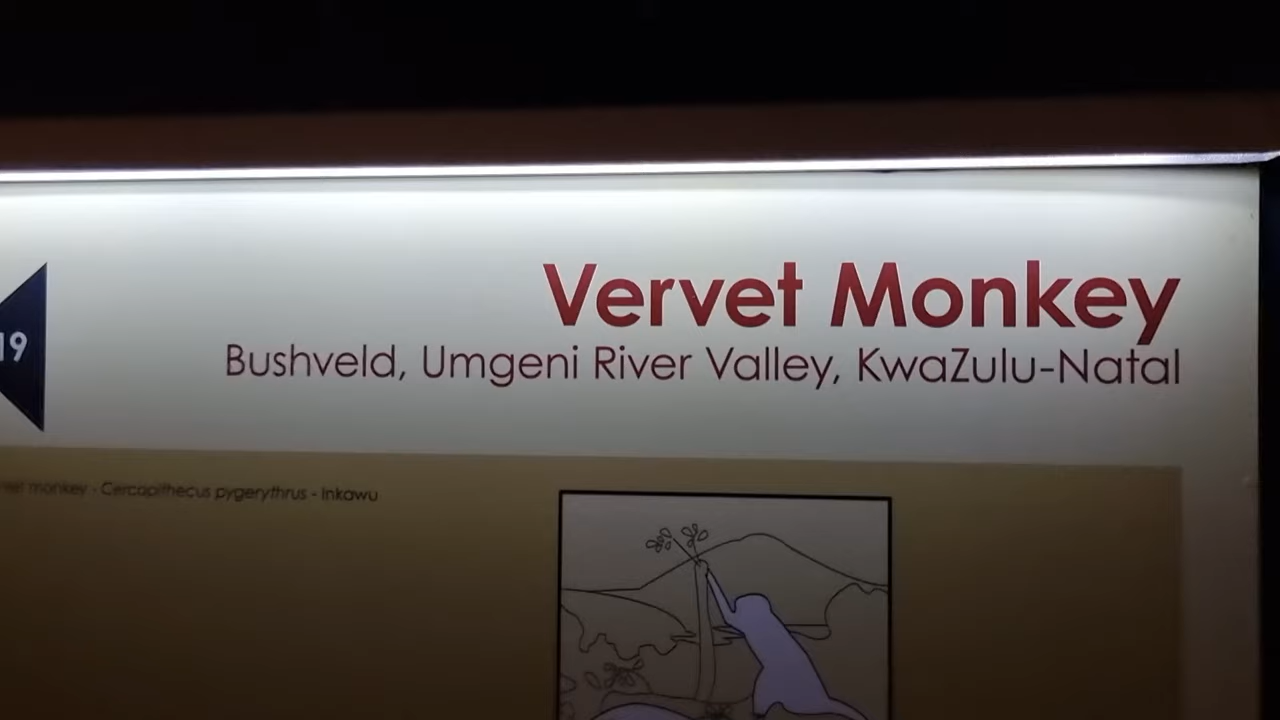 Vervet Monkey
19
Bushveld, Umgeni River Valley, KwaZulu-Natal
monkey - Cercopithecus pygerythrus - Inkawu